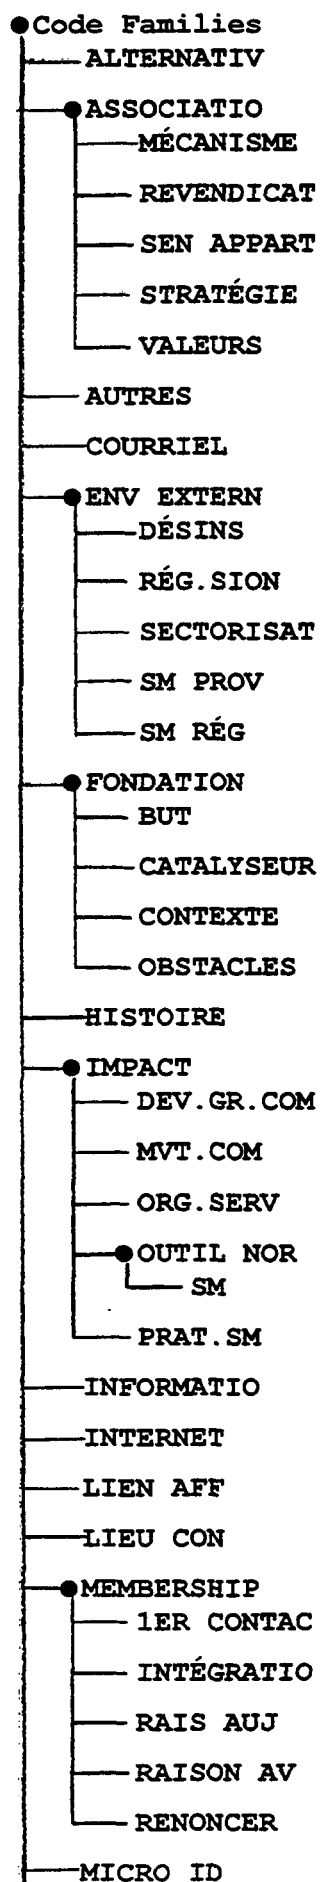 Code Families
ALTERNATIV
ASSOCIATIO
MÉCANISME
REVENDICAT
SEN APPART
STRATÉGIE
VALEURS
AUTRES
COURRIEL
ENV EXTERN
DÉSINS
RÉG.SION
SECTORISAT
SM PROV
SM RÉG
FONDATION
BUT
CATALYSEUR
CONTEXTE
OBSTACLES
HISTOIRE
IMPACT
DEV.GR.COM
MVT.COM
ORG.SERV
OUTIL NOR
SM
PRAT.SM
INFORMATIO
INTERNET
LIEN AFF
LIEU CON
MEMBERSHIP
1ER CONTAC
INTÉGRATIO
RAIS AUJ
RAISON AV
RENONCER
MICRO ID